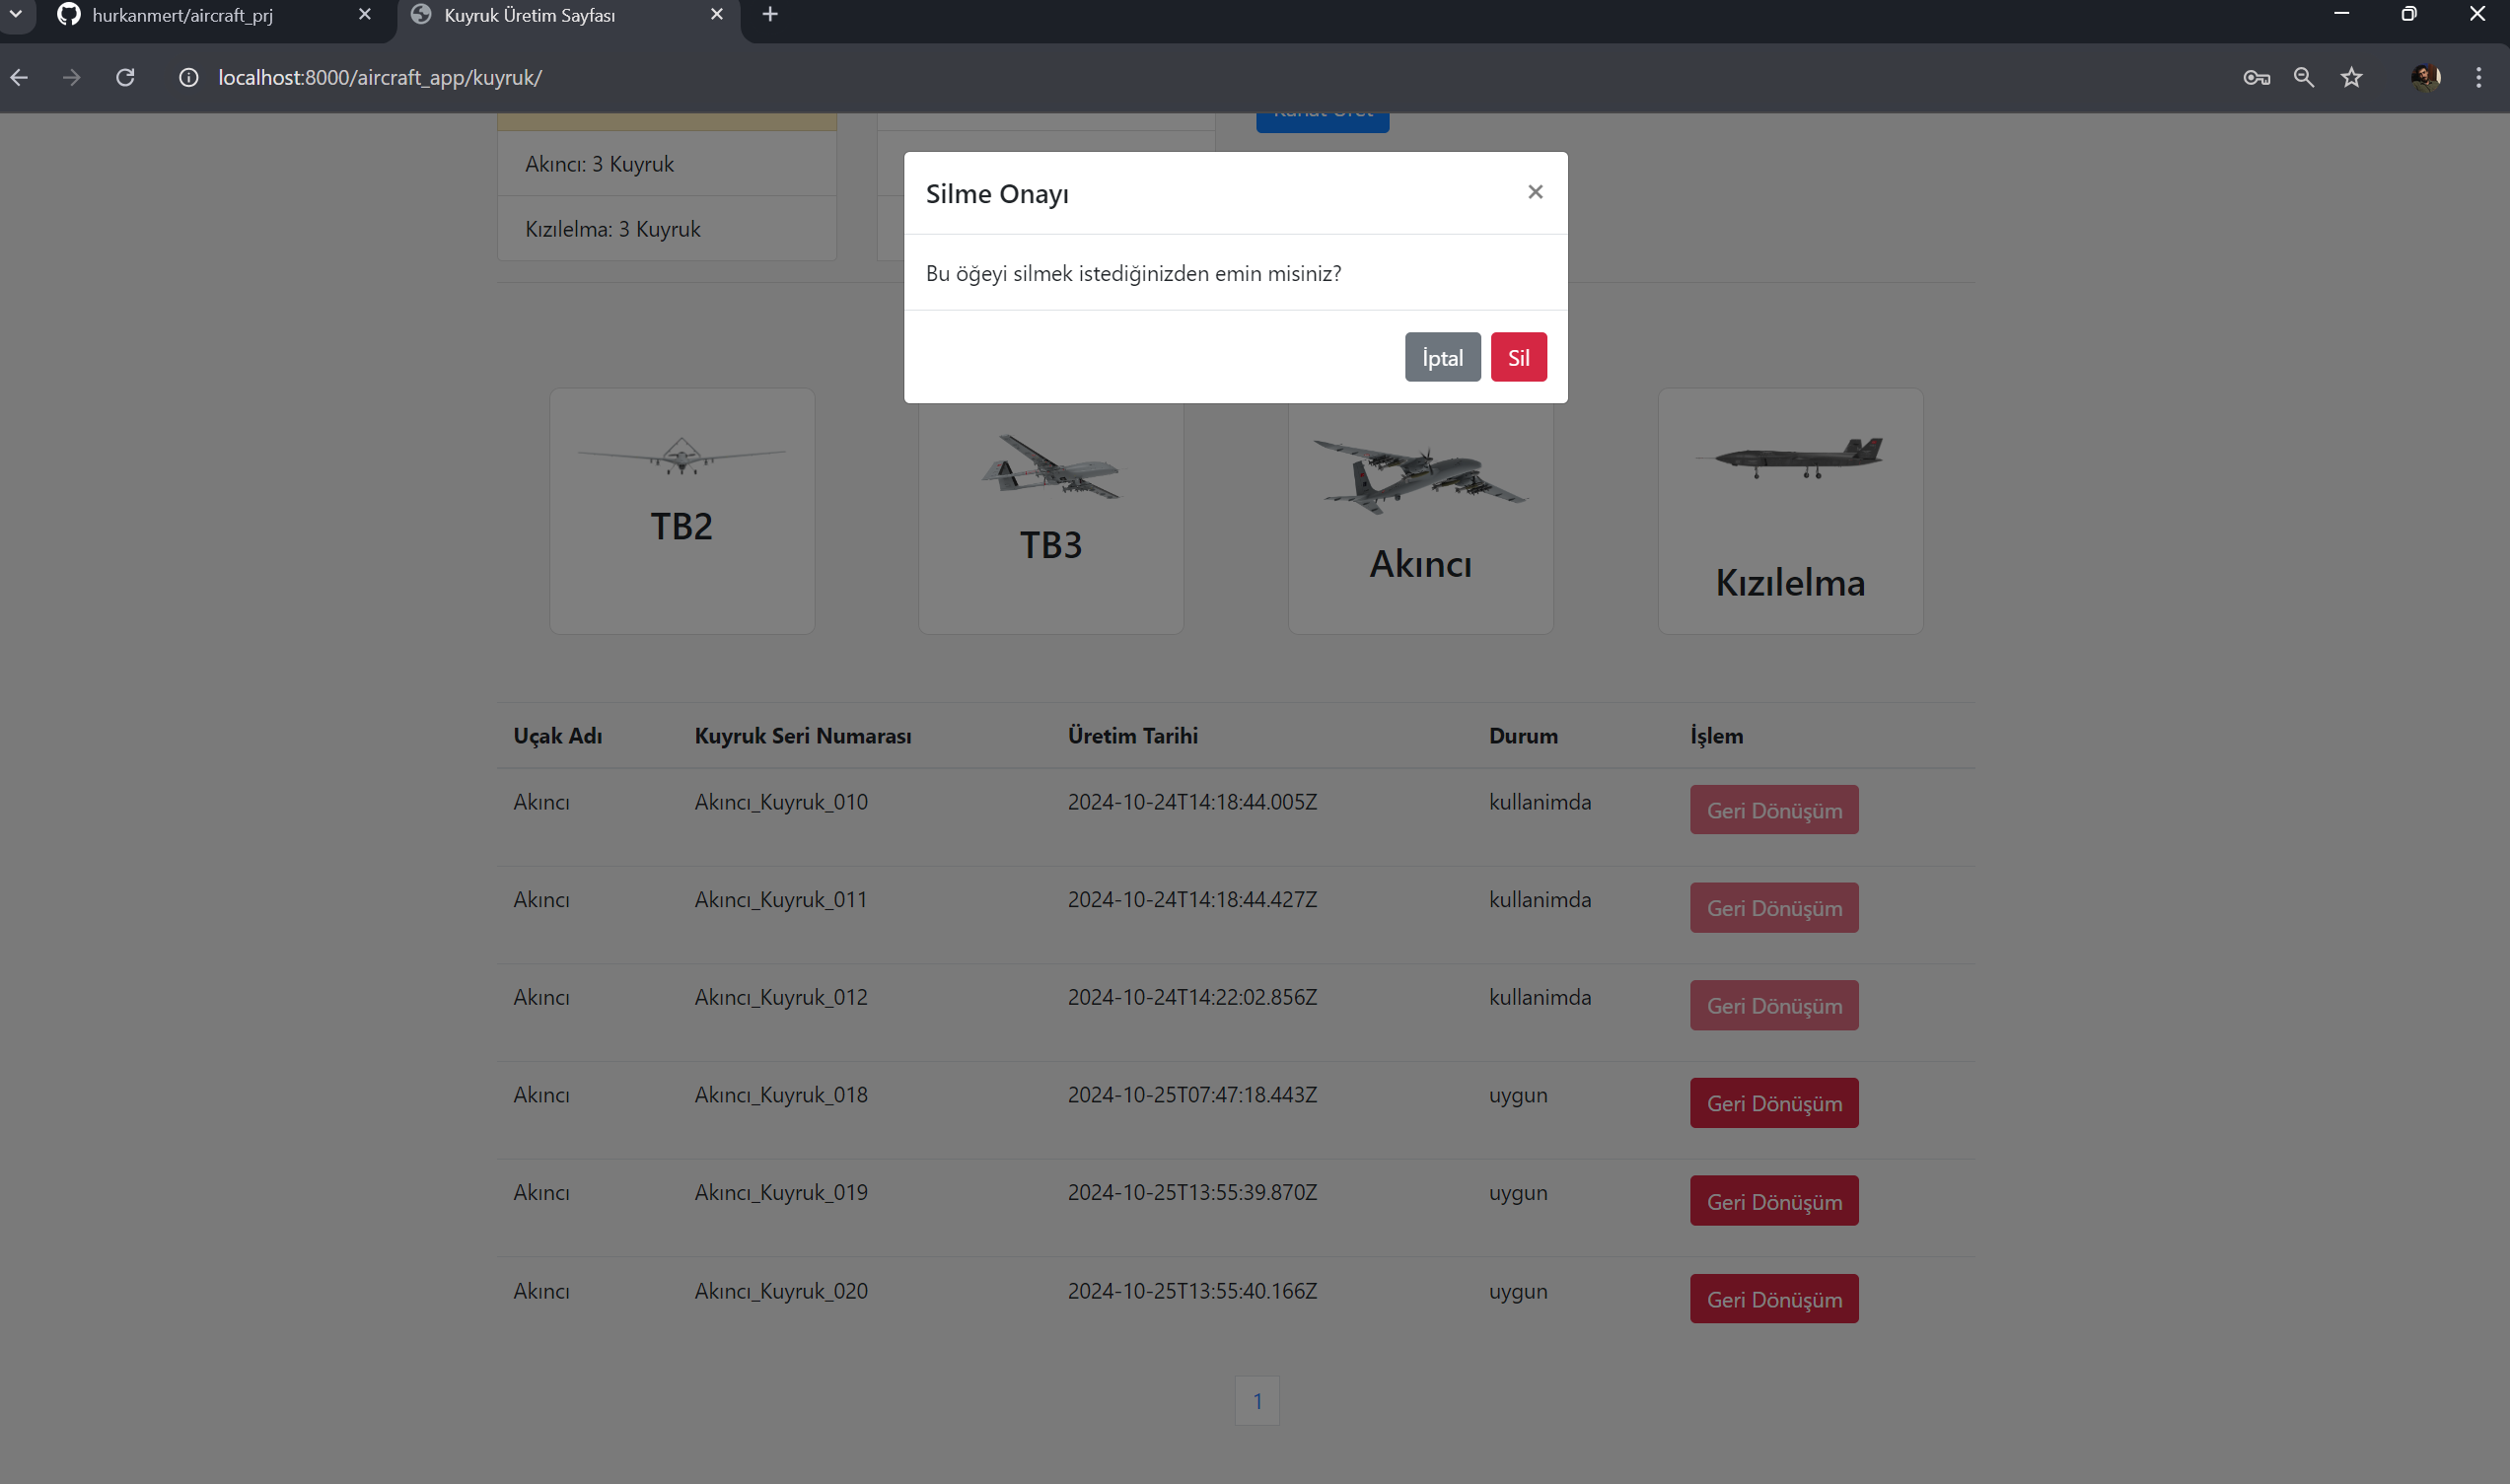 hurkanmert/aircraft_prj
Kuyruk Üretim Sayfası
localhost:8000/aircraft_app/kuyruk/
Akıncı: 3 Kuyruk
Kızılelma: 3 Kuyruk
Silme Onayı
×
Bu öğeyi silmek istediğinizden emin misiniz?
İptal Sil
TB2
TB3
Akıncı
Kızılelma
Uçak Adı Kuyruk Seri Numarası Üretim Tarihi Durum İşlem
Akıncı Akıncı_Kuyruk_010 2024-10-24T14:18:44.005Z kullanimda Geri Dönüşüm
Akıncı Akıncı_Kuyruk_011 2024-10-24T14:18:44.427Z kullanimda Geri Dönüşüm
Akıncı Akıncı_Kuyruk_012 2024-10-24T14:22:02.856Z kullanimda Geri Dönüşüm
Akıncı Akıncı_Kuyruk_018 2024-10-25T07:47:18.443Z uygun Geri Dönüşüm
Akıncı Akıncı_Kuyruk_019 2024-10-25T13:55:39.870Z uygun Geri Dönüşüm
Akıncı Akıncı_Kuyruk_020 2024-10-25T13:55:40.166Z uygun Geri Dönüşüm
1